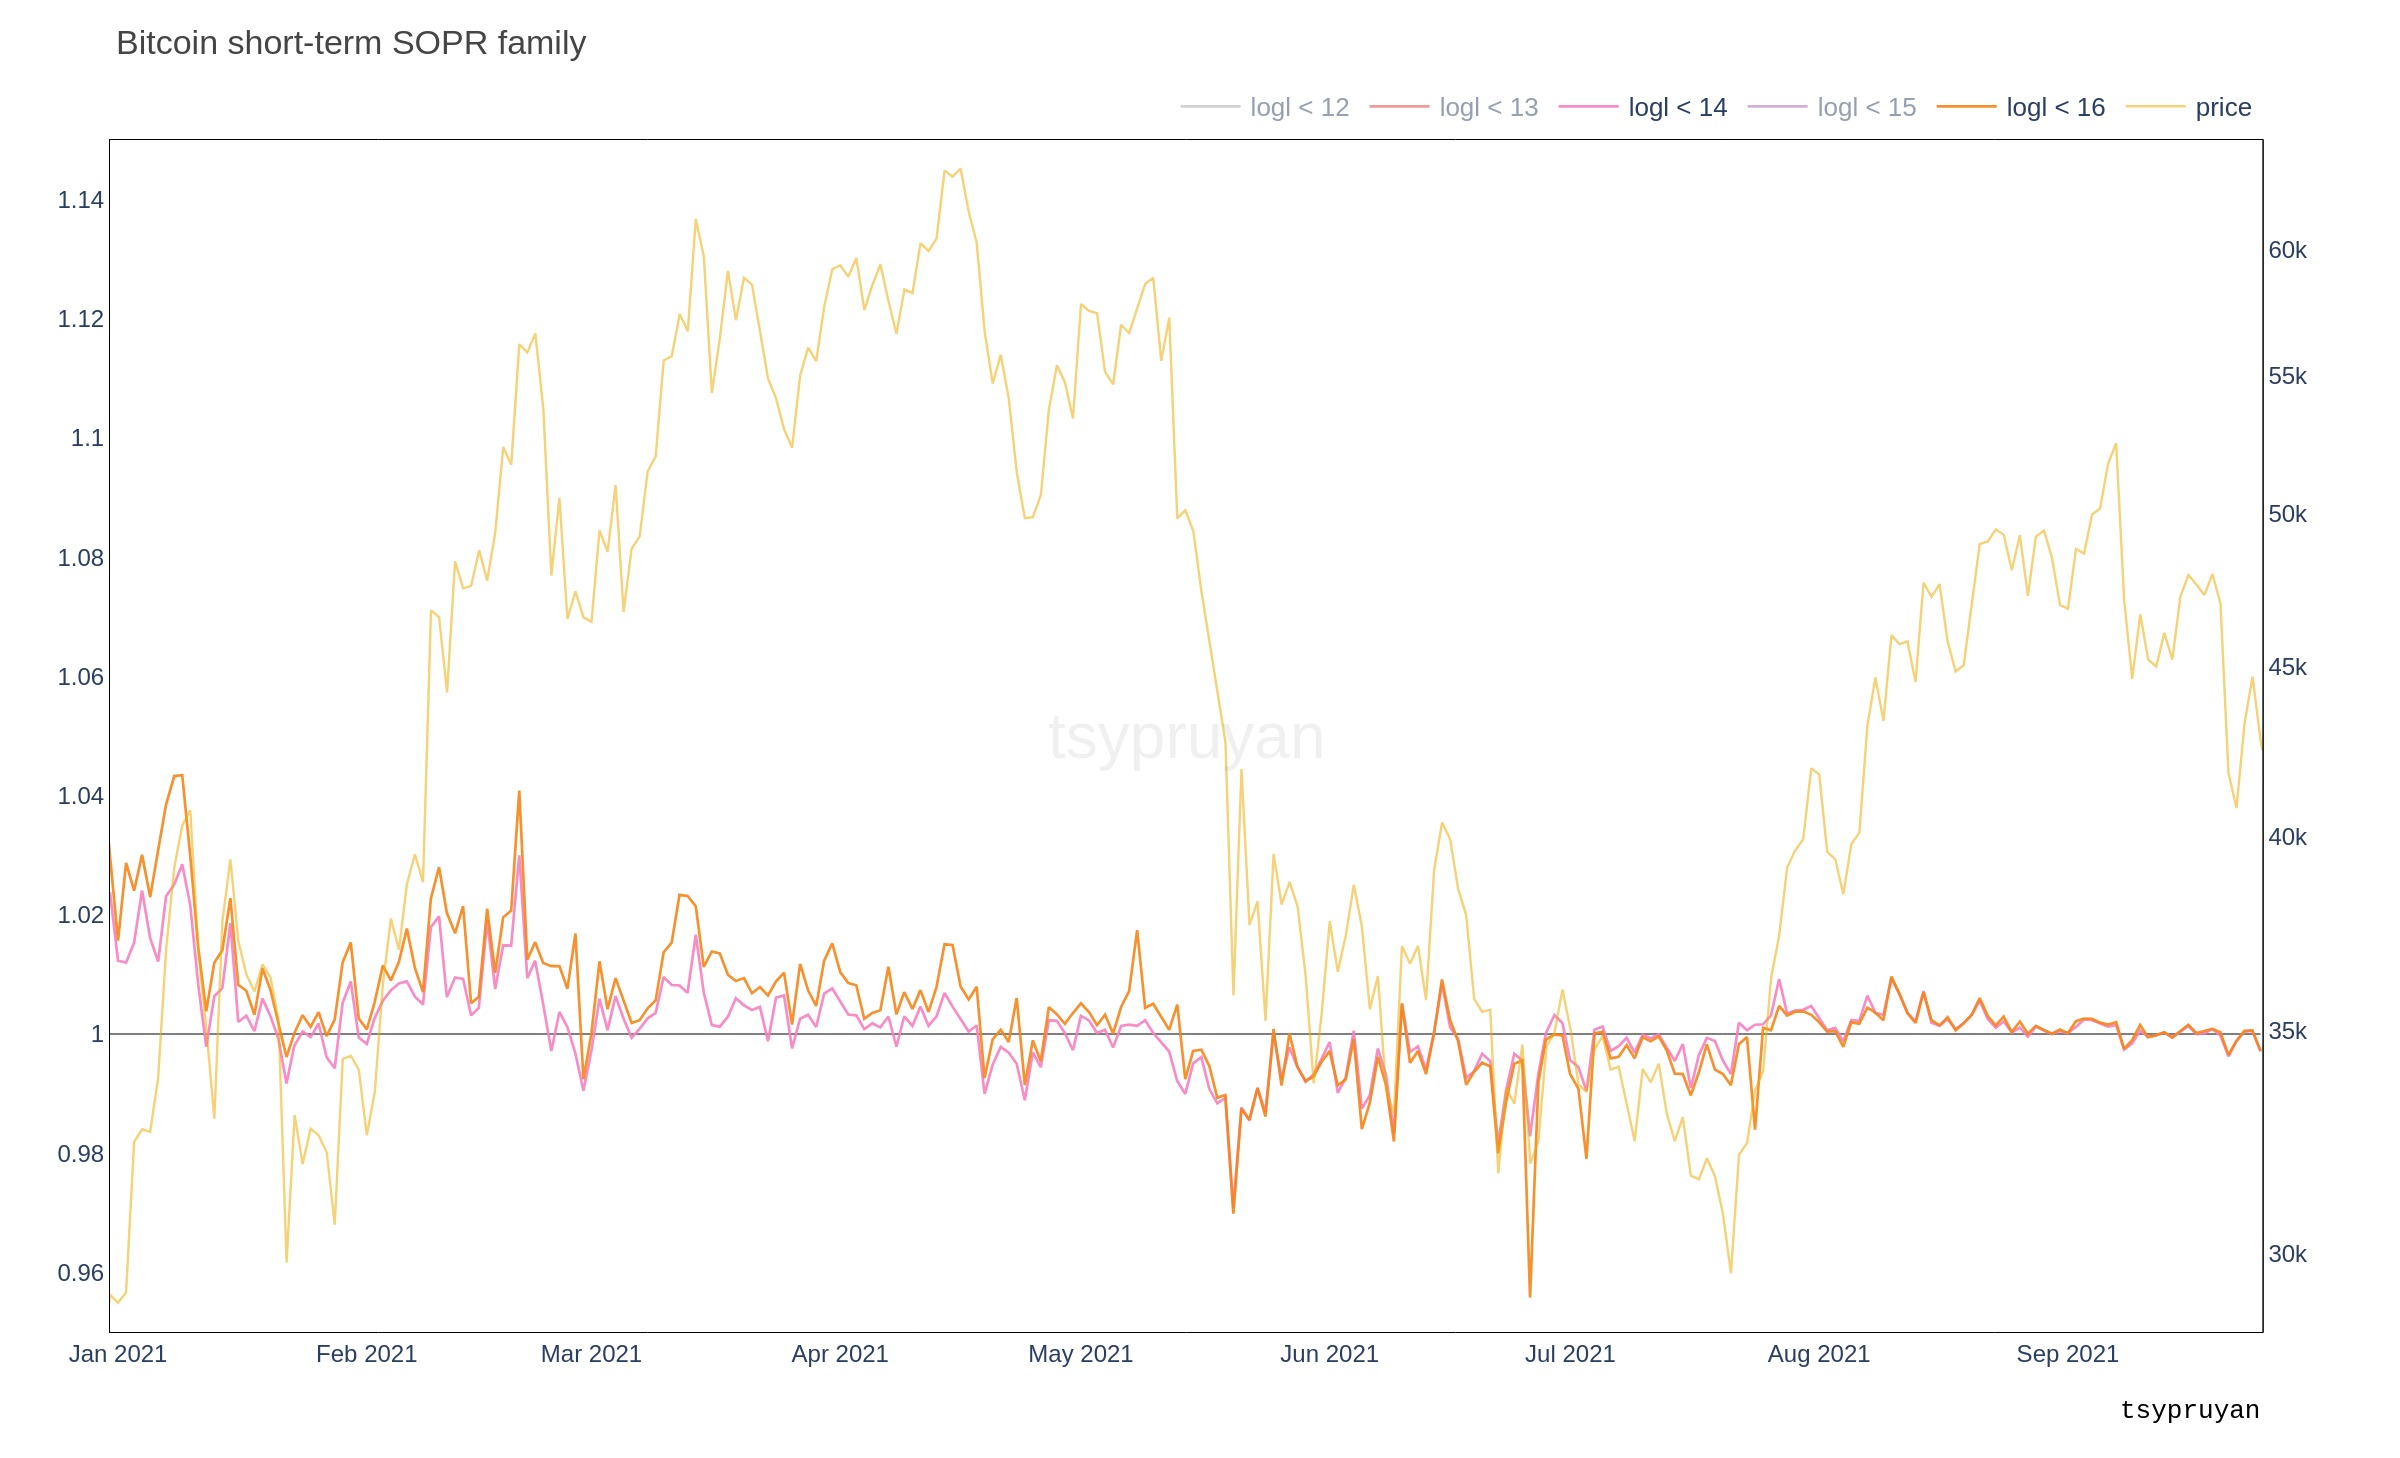 Bitcoin short-term SOPR family
logl < 12 logl < 13 logl < 14 logl < 15 logl < 16 price
1.14
60k
1.12
55k
1.1
50k
1.08
1.06
45k
tsypruyan
1.04
40k
1.02
1
35k
0.98
30k
0.96
Jan 2021 Feb 2021 Mar 2021 Apr 2021 May 2021 Jun 2021 Jul 2021 Aug 2021 Sep 2021
tsypruyan